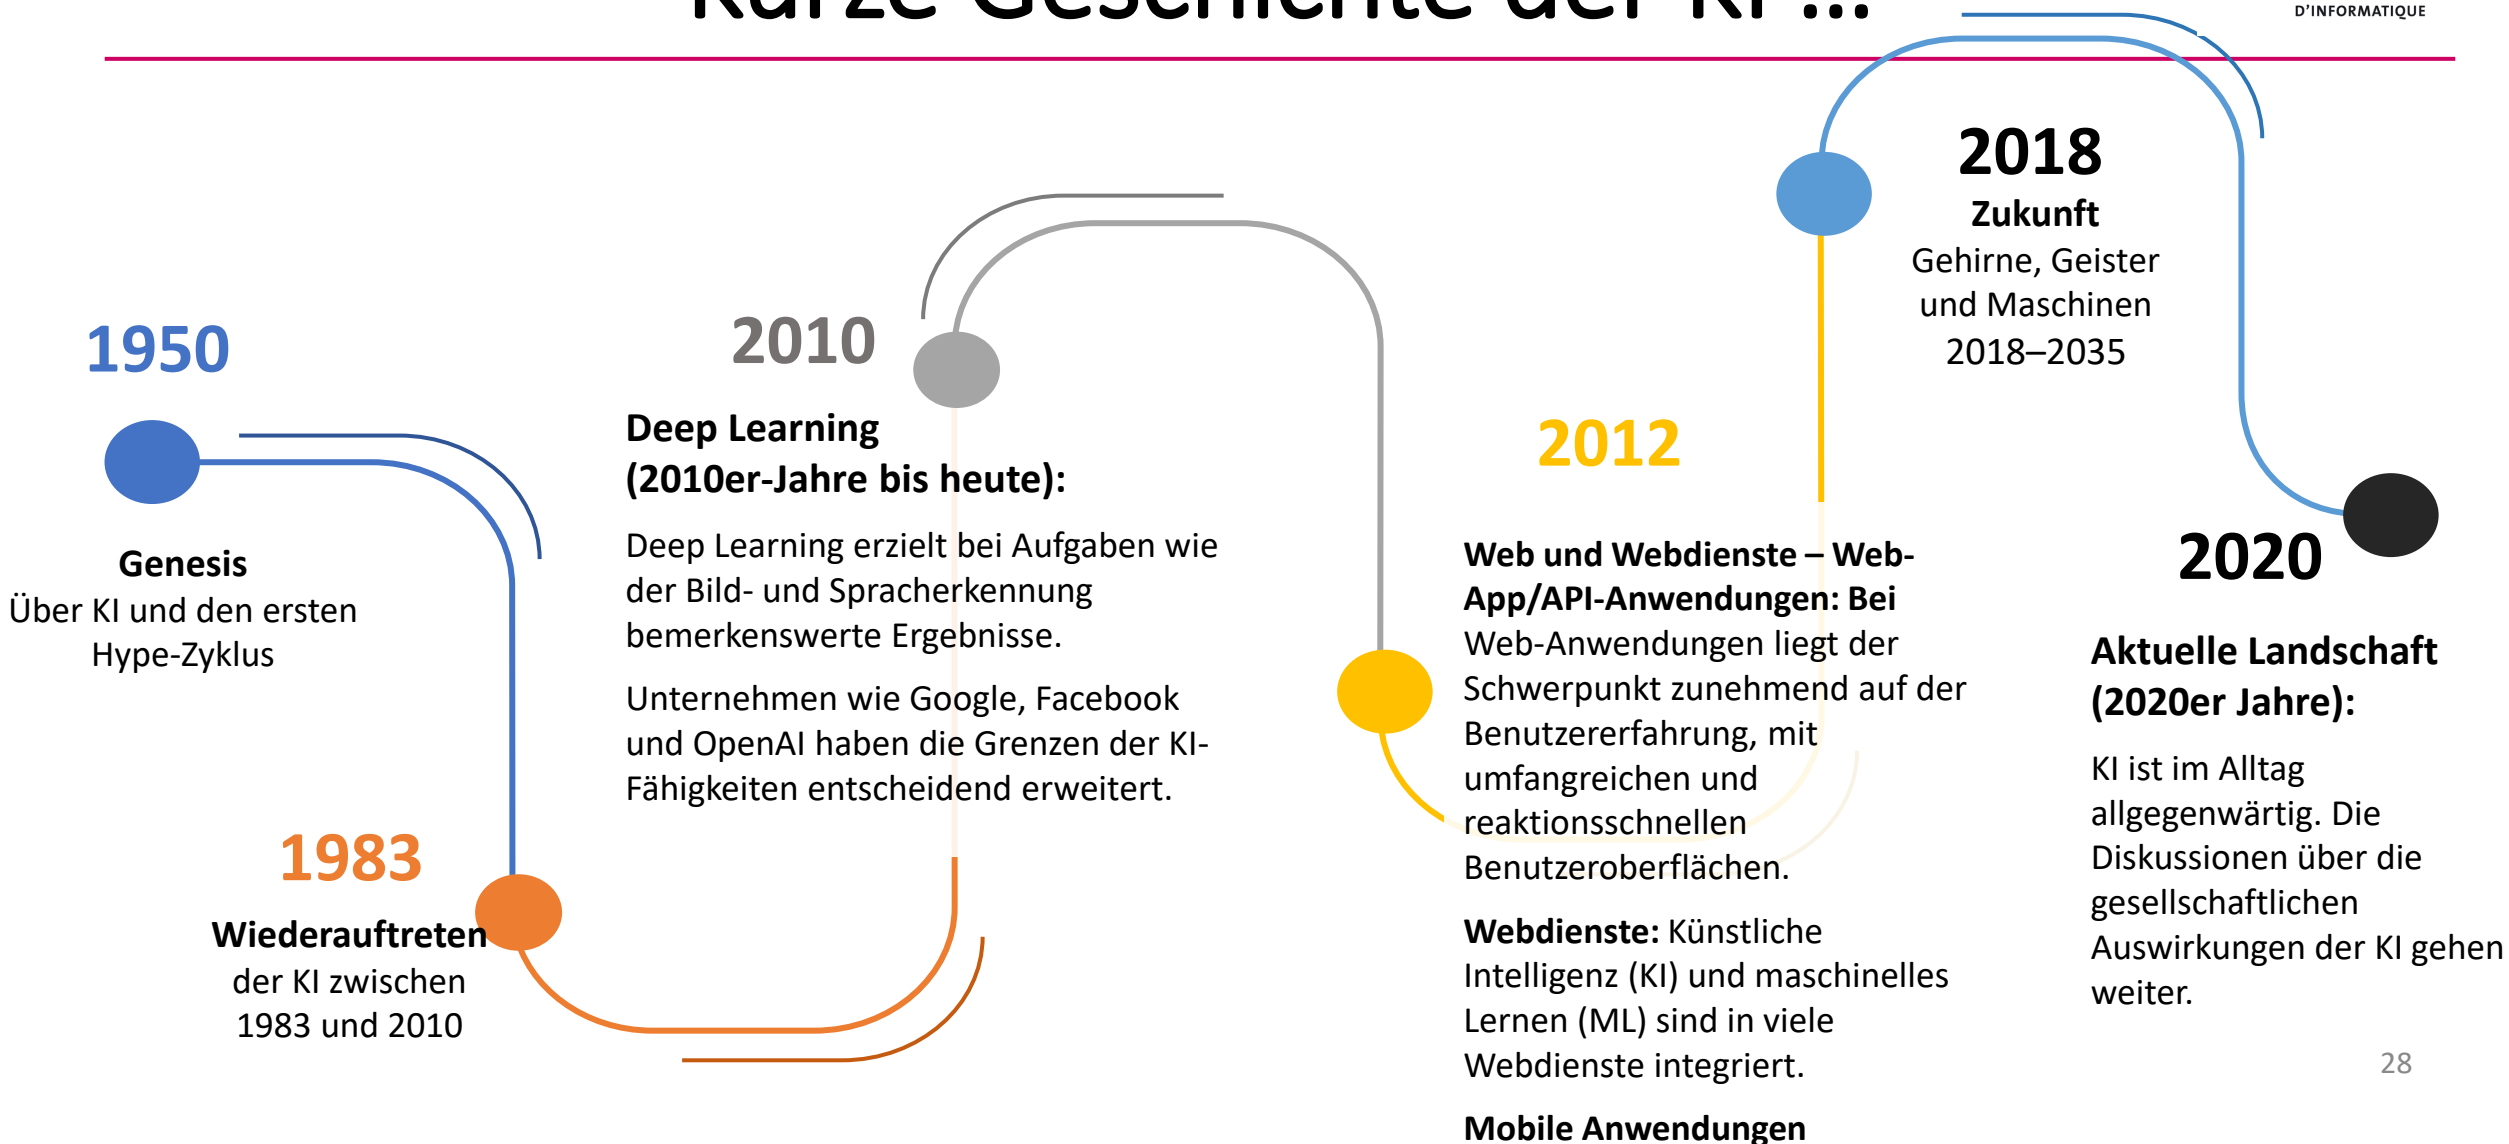 Kurze Geschichte der KI ...
D'INFORMATIQUE
1950
Genesis
Über KI und den ersten
Hype-Zyklus
1983
Wiederauftreten
der KI zwischen
1983 und 2010
2010
Deep Learning
(2010er-Jahre bis heute):
Deep Learning erzielt bei Aufgaben wie
der Bild- und Spracherkennung
bemerkenswerte Ergebnisse.
Unternehmen wie Google, Facebook
und OpenAI haben die Grenzen der KI-
Fähigkeiten entscheidend erweitert.
2012
Web und Webdienste – Web-
App/API-Anwendungen: Bei
Web-Anwendungen liegt der
Schwerpunkt zunehmend auf der
Benutzererfahrung, mit
umfangreichen und
reaktionsschnellen
Benutzeroberflächen.
Webdienste: Künstliche
Intelligenz (KI) und maschinelles
Lernen (ML) sind in viele
Webdienste integriert.
Mobile Anwendungen
2018
Zukunft
Gehirne, Geister
und Maschinen
2018–2035
2020
Aktuelle Landschaft
(2020er Jahre):
KI ist im Alltag
allgegenwärtig. Die
Diskussionen über die
gesellschaftlichen
Auswirkungen der KI gehen
weiter.
28